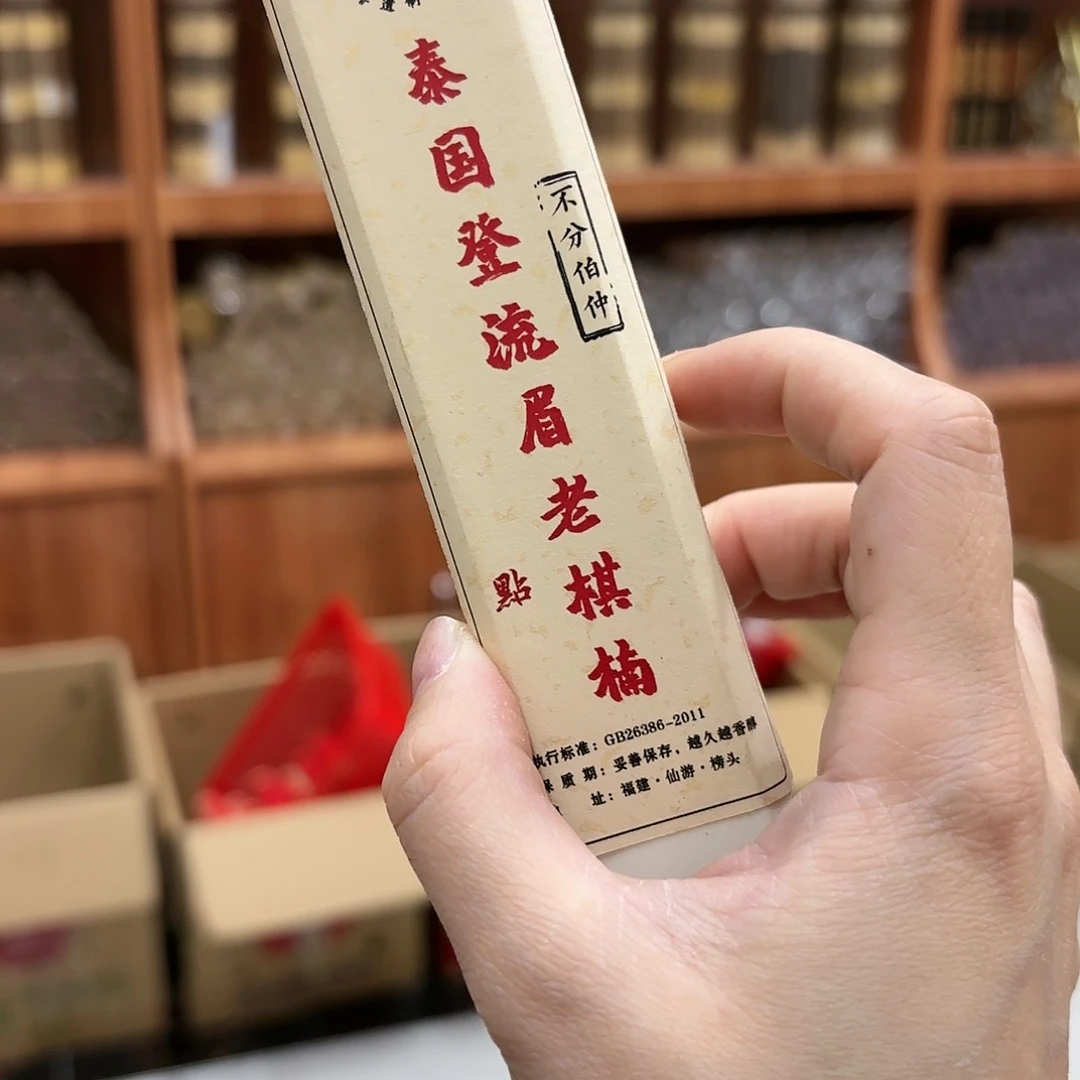 泰国登流眉老棋楠
不分伯仲
點
执行标准：GB26386-2011
保质期：妥善保存，越久越香醇
址：福建·仙游·榜头